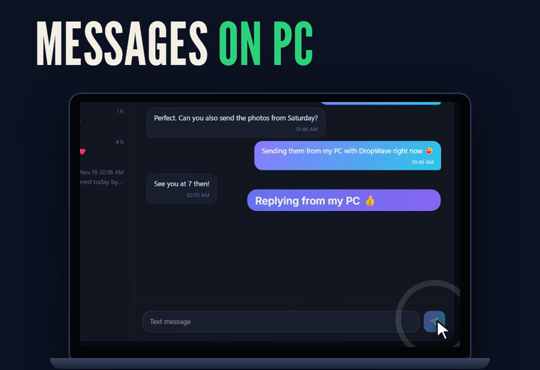 MESSAGES ON PC
1 h
Perfect. Can you also send the photos from Saturday?
01:46 AM
4 h
Sending them from my PC with DropWave right now 😜
01:46 AM
Nov 19, 02:06 AM
ered today by...
See you at 7 then!
02:03 AM
Replying from my PC 👍
Text message